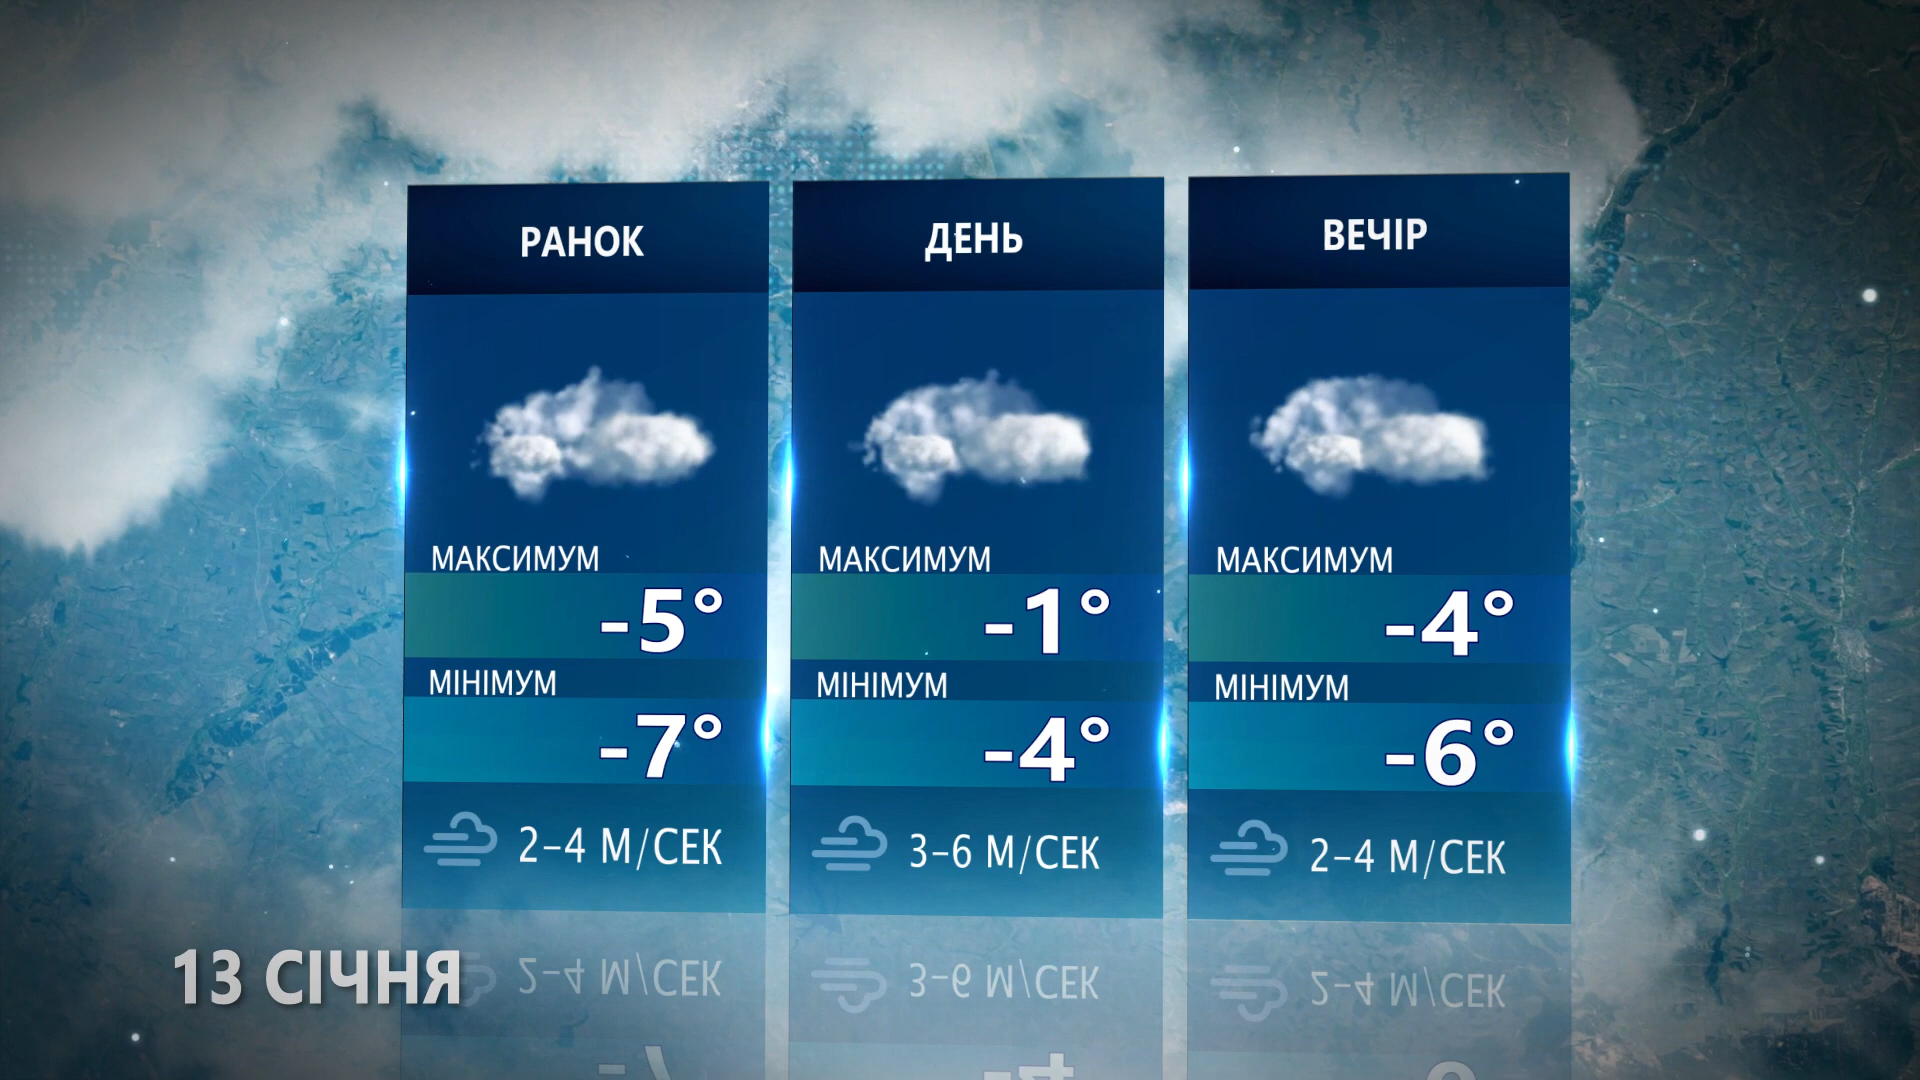 РАНОК
МАКСИМУМ
-5°
МІНІМУМ
-7°
2-4 М/СЕК
ДЕНЬ
МАКСИМУМ
-1°
МІНІМУМ
-4°
3-6 М/СЕК
ВЕЧІР
МАКСИМУМ
-4°
МІНІМУМ
-6°
2-4 М/СЕК
13 СІЧНЯ